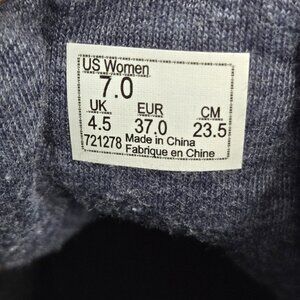 US Women
7.0
UK EUR CM
4.5 37.0 23.5
721278 Made in China
Fabrique en Chine